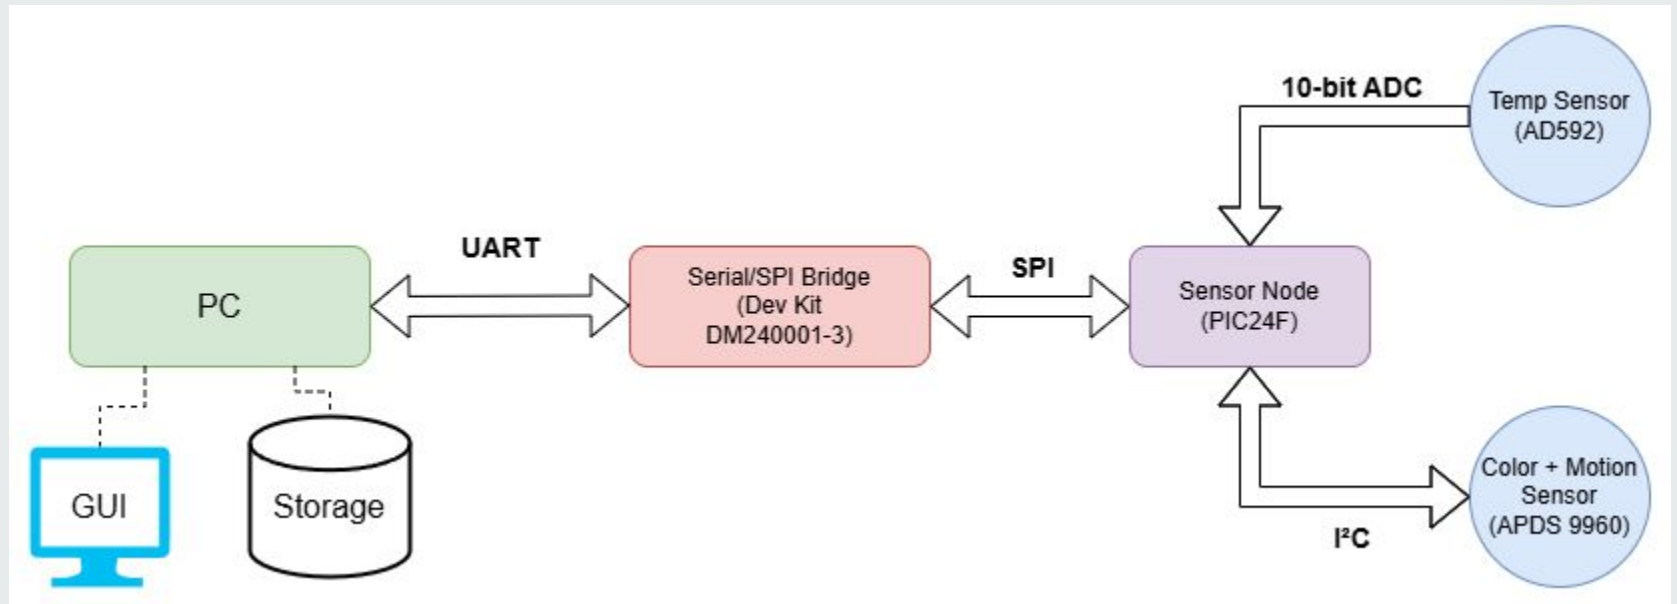 10-bit ADC
Temp Sensor
(AD592)
UART
SPI
PC
Serial/SPI Bridge
(Dev Kit
DM240001-3)
Sensor Node
(PIC24F)
GUI
Storage
Color + Motion
Sensor
(APDS 9960)
I²C